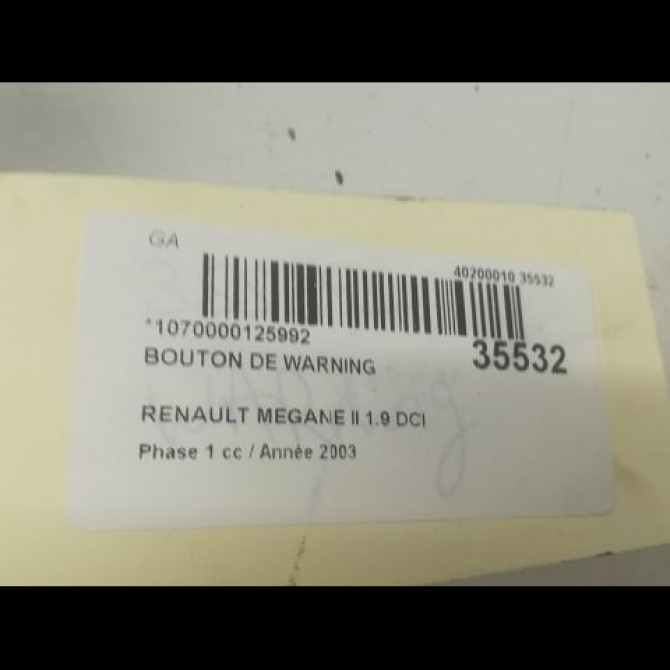 GA
40200010 35532
*1070000125992
35532
BOUTON DE WARNING
RENAULT MEGANE II 1.9 DCI
Phase 1 cc / Année 2003